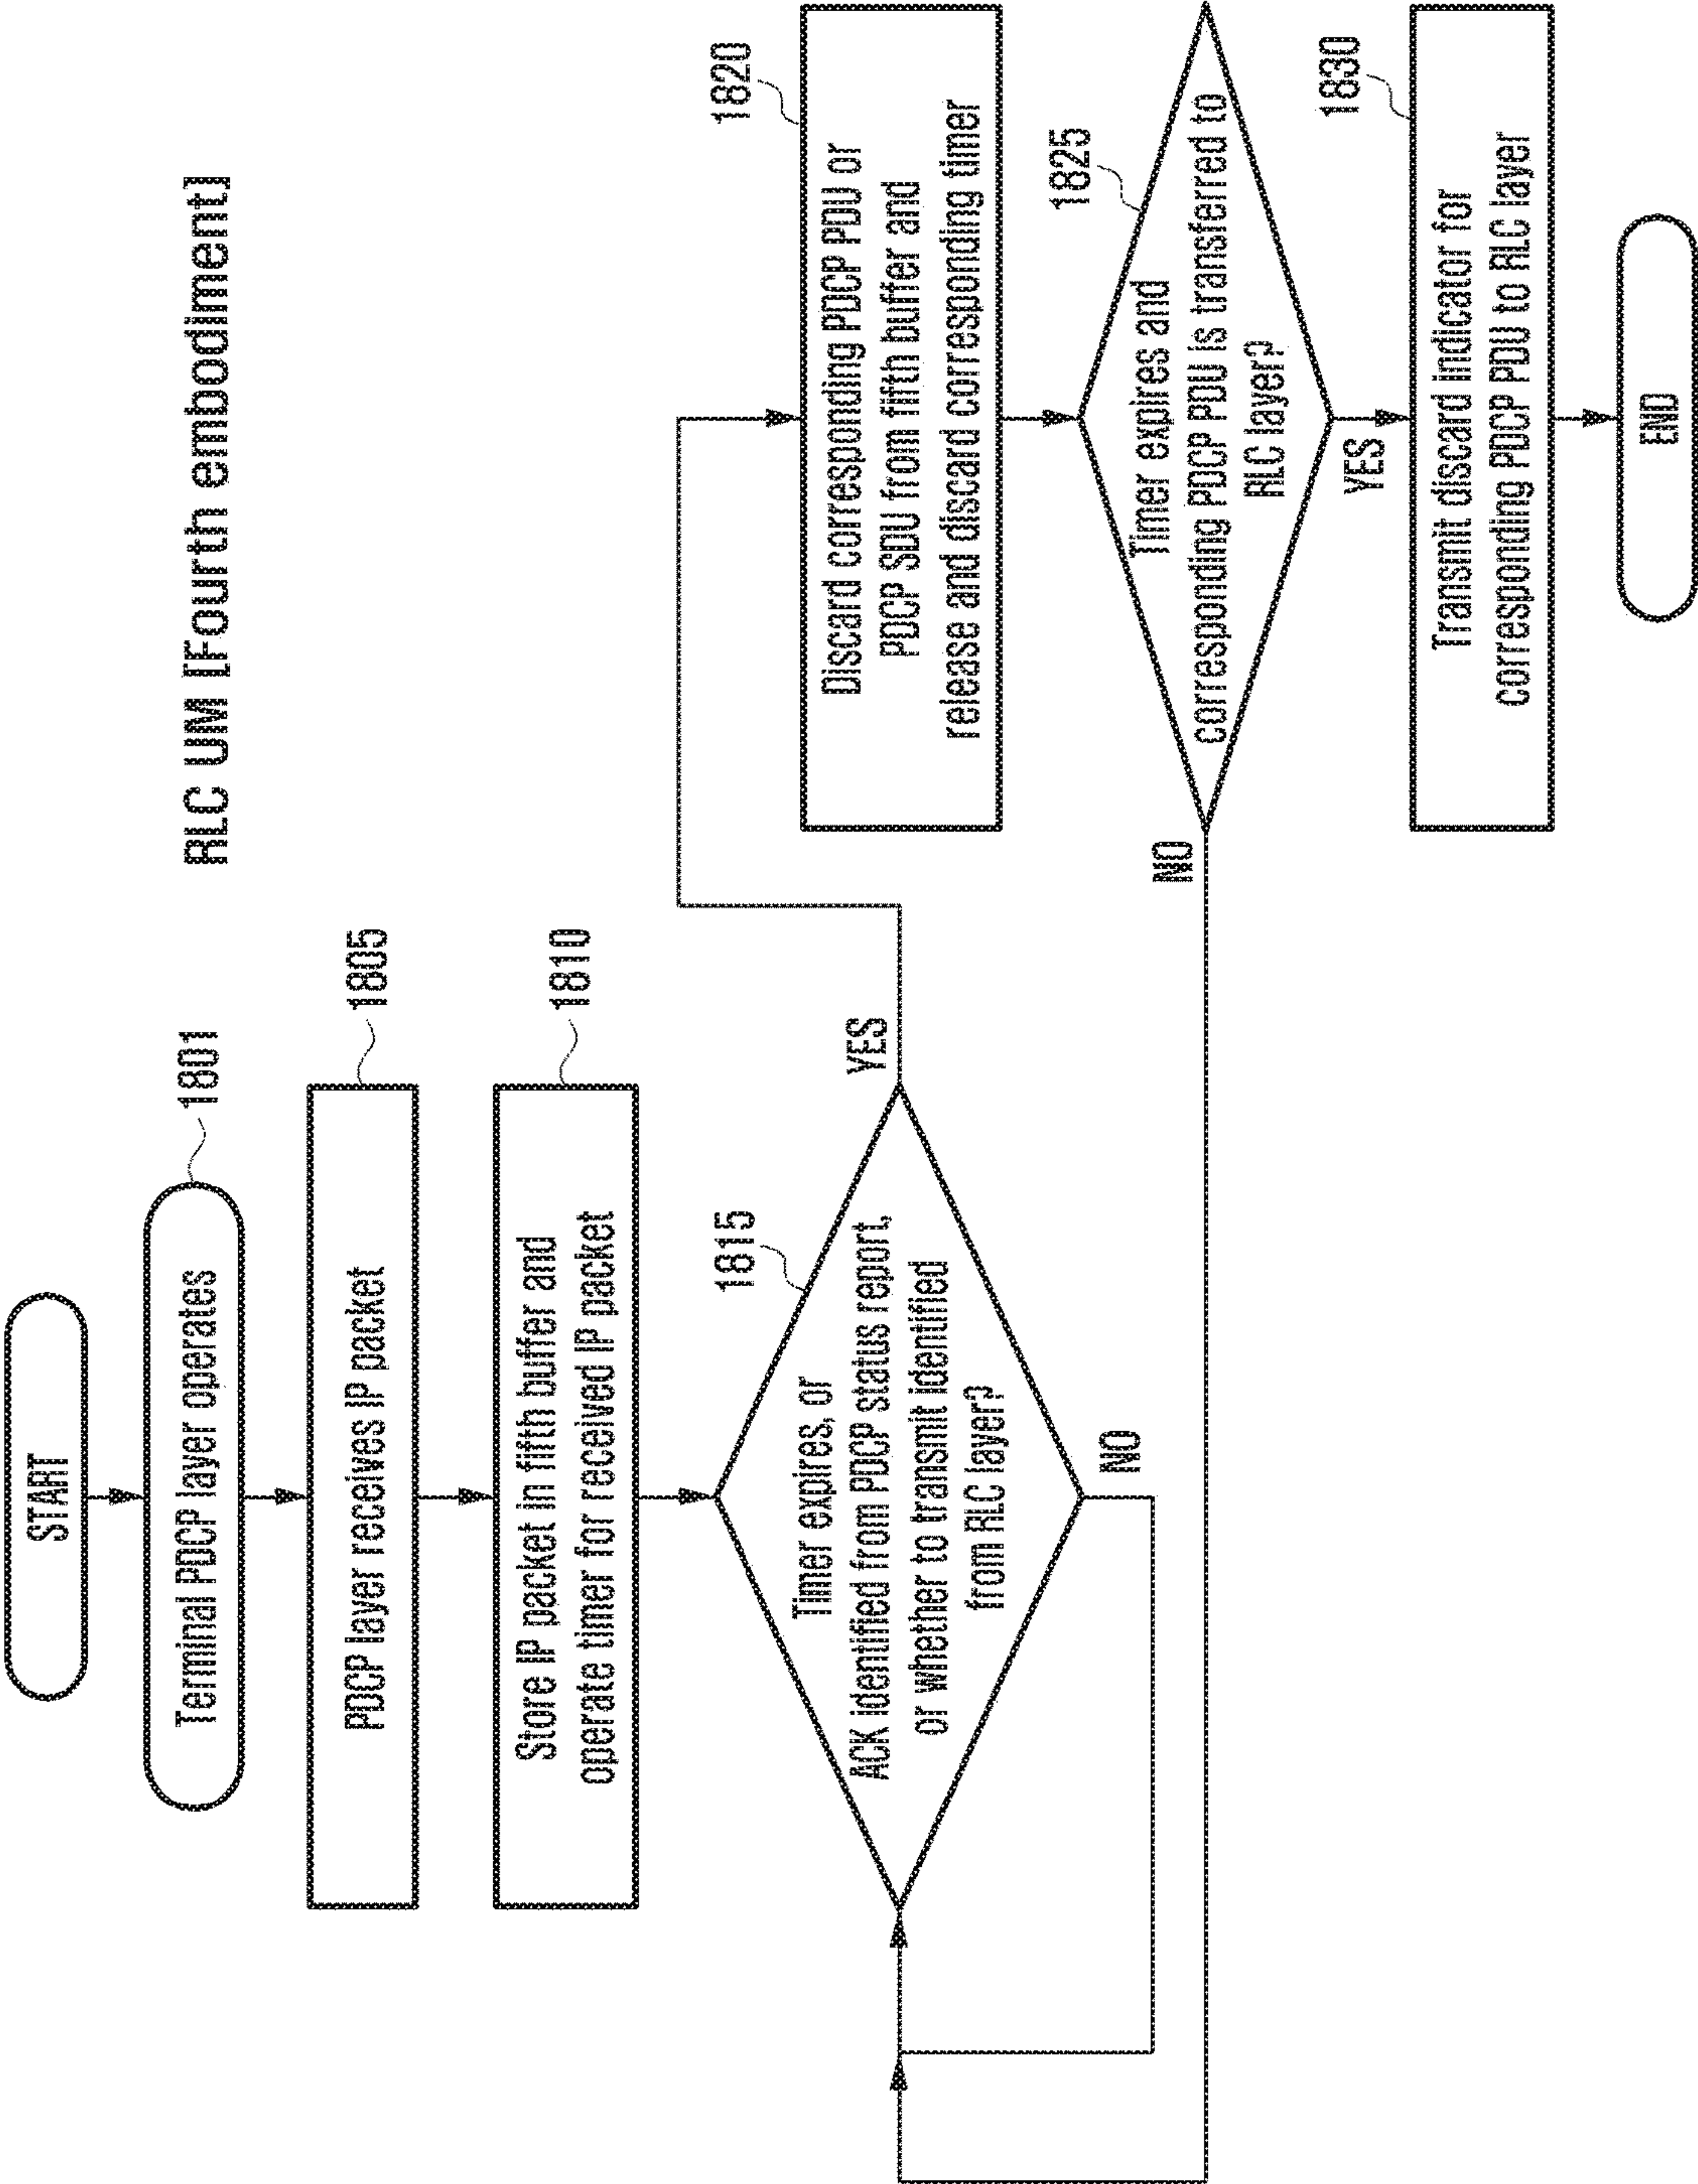 RLC UM [Fourth embodiment]
START
Terminal PDCP layer operates
1801
PDCP layer receives IP packet
1805
Store IP packet in fifth buffer and
operate timer for received IP packet
1810
Timer expires, or
ACK identified from PDCP status report,
or whether to transmit identified
from RLC layer?
1815
YES
NO
Discard corresponding PDCP PDU or
PDCP SDU from fifth buffer and
release and discard corresponding timer
1820
Timer expires and
corresponding PDCP PDU is transferred to
RLC layer?
1825
NO
YES
Transmit discard indicator for
corresponding PDCP PDU to RLC layer
1830
END